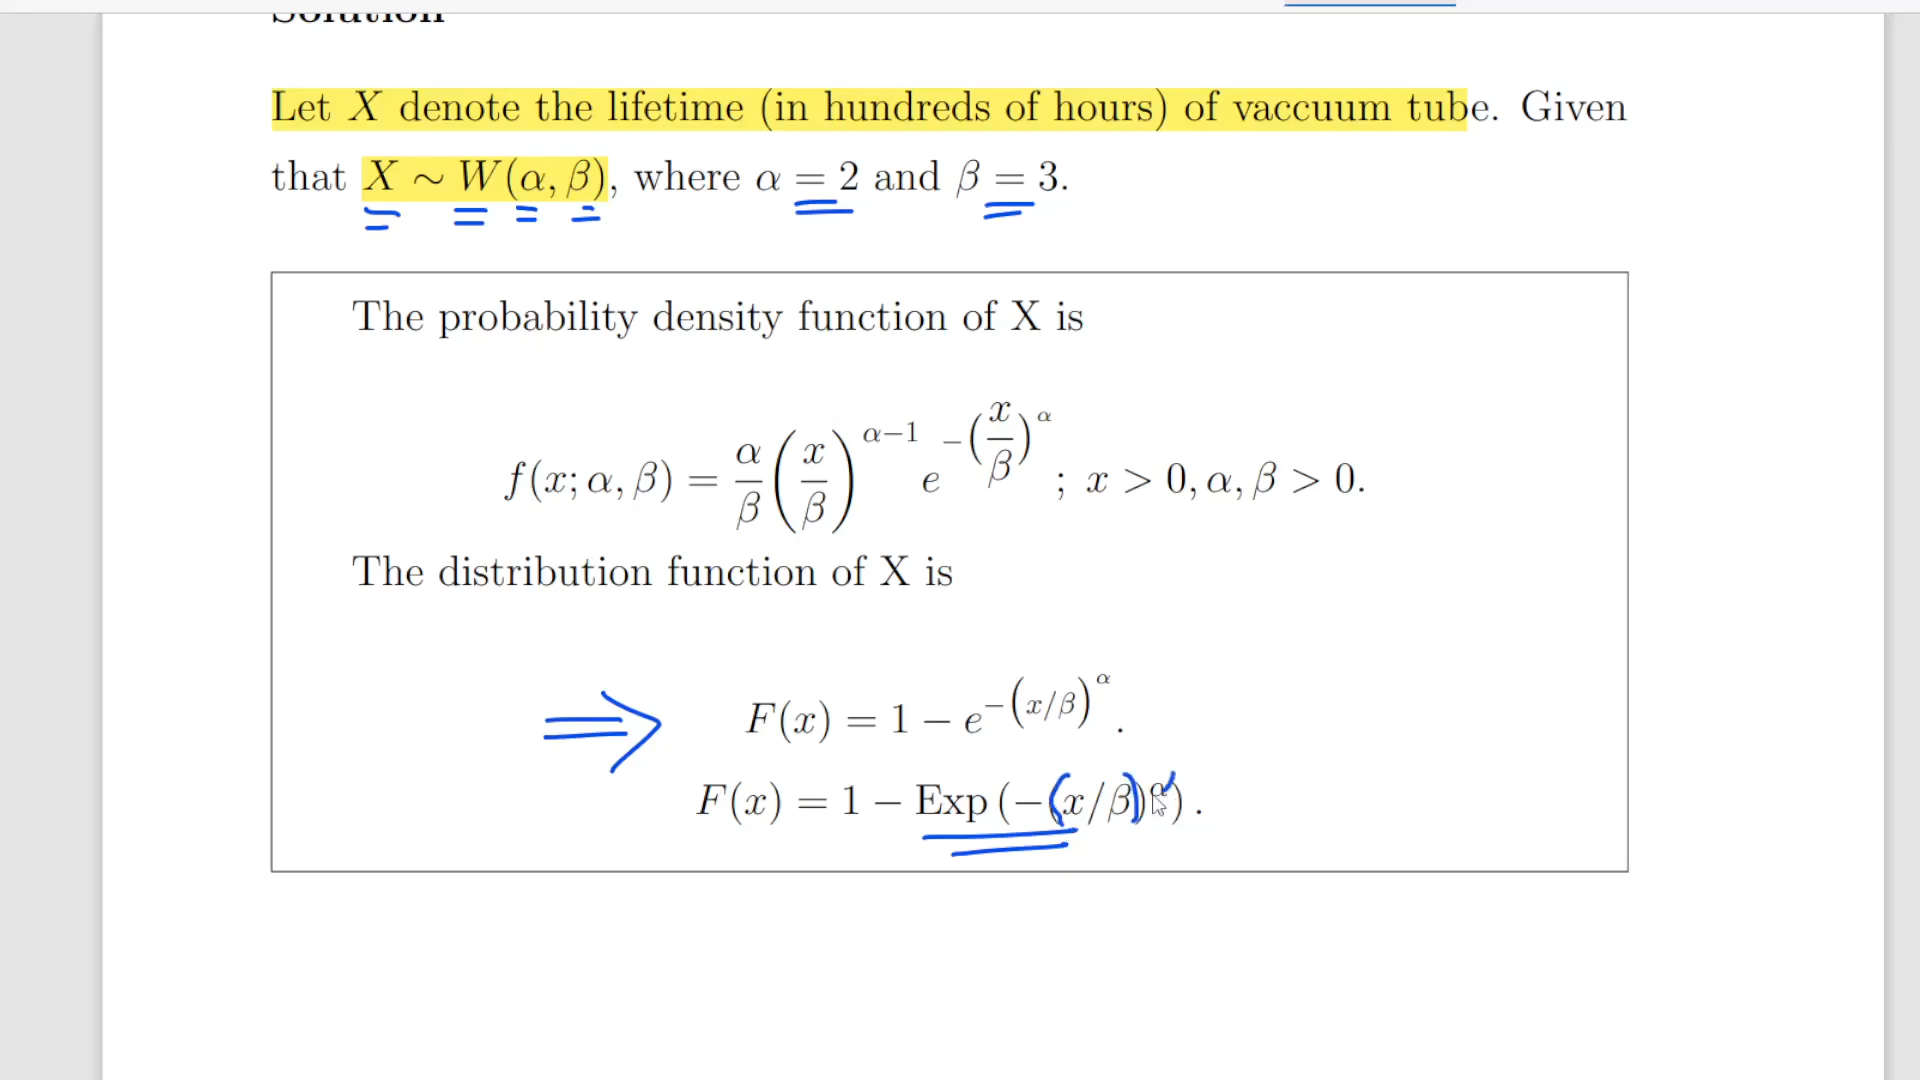 Solution
Let X denote the lifetime (in hundreds of hours) of vaccuum tube. Given
that X ∼ W(α, β), where α = 2 and β = 3.
The probability density function of X is
f(x; α, β) = α/β (x/β)^{α−1} e^{−(x/β)^α} ; x > 0, α, β > 0.
The distribution function of X is
F(x) = 1 − e^{−(x/β)^α}.
F(x) = 1 − Exp (−(x/β)^α) .